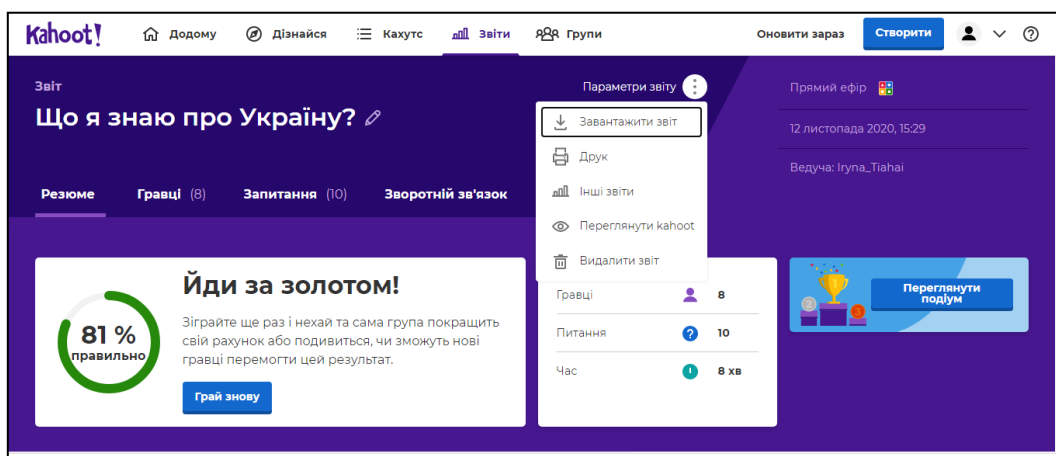 Kahoot!
Додому
Дізнайся
Кахутс
Звіти
Групи
Оновити зараз
Створити
Звіт
Що я знаю про Україну?
Параметри звіту
Завантажити звіт
Друк
Інші звіти
Переглянути kahoot
Видалити звіт
Прямий ефір
12 листопада 2020, 15:29
Ведуча: Iryna_Tiahai
Резюме
Гравці (8)
Запитання (10)
Зворотній зв'язок
81 %
правильно
Йди за золотом!
Зіграйте ще раз і нехай та сама група покращить
свій рахунок або подивиться, чи зможуть нові
гравці перемогти цей результат.
Грай знову
Гравці 8
Питання 10
Час 8 хв
1
2
3
Переглянути
подіум